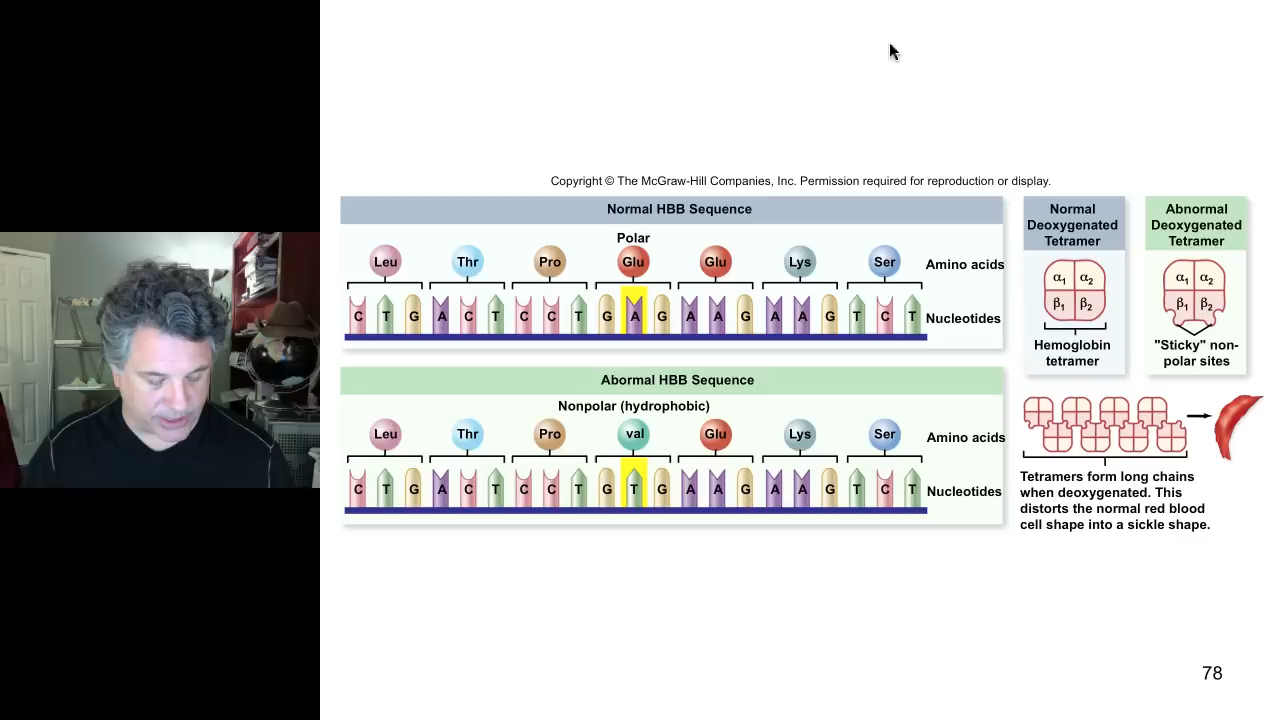 Copyright © The McGraw-Hill Companies, Inc. Permission required for reproduction or display.
Normal HBB Sequence
Polar
Leu Thr Pro Glu Glu Lys Ser Amino acids
C T G A C T C C T G A G A A G A A G T C T Nucleotides
Abormal HBB Sequence
Nonpolar (hydrophobic)
Leu Thr Pro val Glu Lys Ser Amino acids
C T G A C T C C T G T G A A G A A G T C T Nucleotides
Normal
Deoxygenated
Tetramer
α1 α2
β1 β2
Hemoglobin
tetramer
Abnormal
Deoxygenated
Tetramer
α1 α2
β1 β2
"Sticky" non-
polar sites
Tetramers form long chains
when deoxygenated. This
distorts the normal red blood
cell shape into a sickle shape.
78